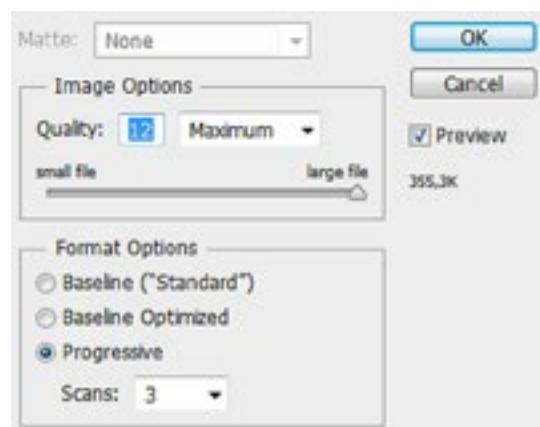 Matte: None
OK
Image Options
Cancel
Quality: 12 Maximum
Preview
small file large file
355,3K
Format Options
Baseline ("Standard")
Baseline Optimized
Progressive
Scans: 3